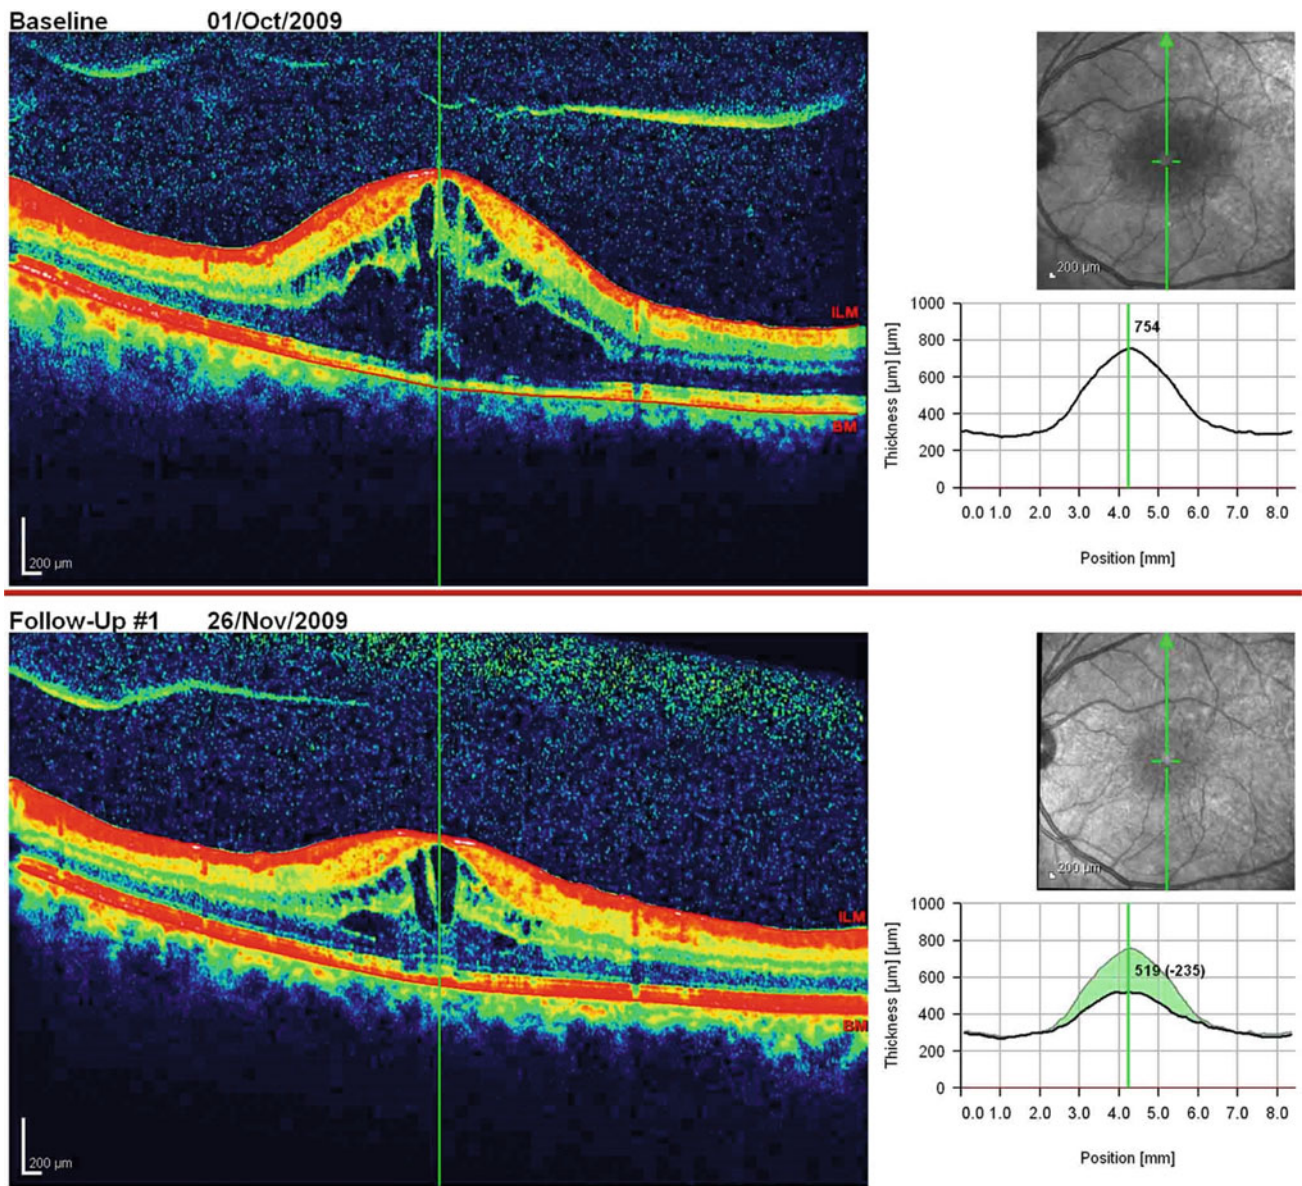 Baseline 01/Oct/2009
ILM
BM
200 µm
200 µm
1000
800
600
400
200
0
Thickness [µm] [µm]
754
0.0 1.0 2.0 3.0 4.0 5.0 6.0 7.0 8.0
Position [mm]
Follow-Up #1 26/Nov/2009
ILM
BM
200 µm
200 µm
1000
800
600
400
200
0
Thickness [µm] [µm]
519 (-235)
0.0 1.0 2.0 3.0 4.0 5.0 6.0 7.0 8.0
Position [mm]